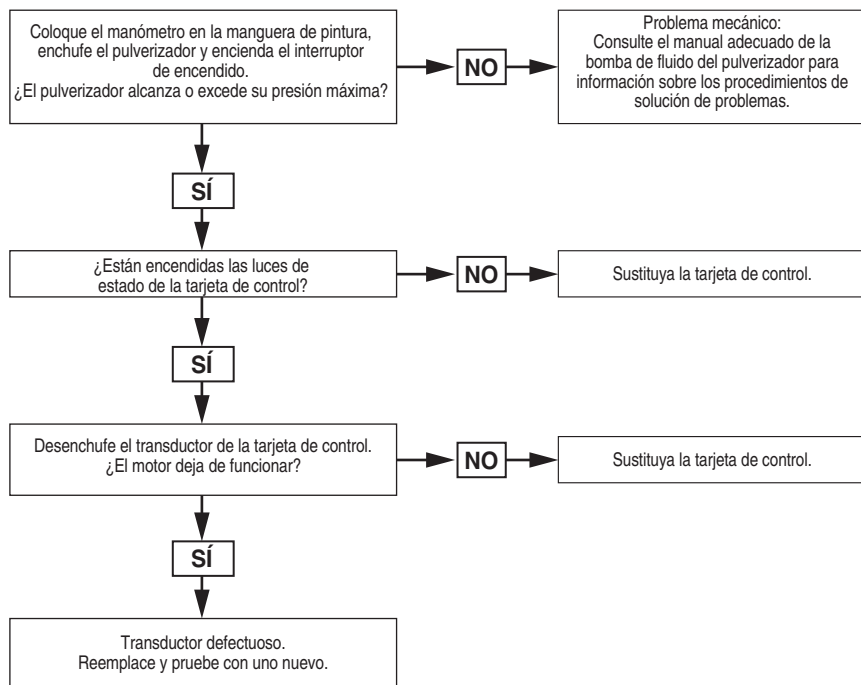 Coloque el manómetro en la manguera de pintura,
enchufe el pulverizador y encienda el interruptor
de encendido.
¿El pulverizador alcanza o excede su presión máxima?
NO
Problema mecánico:
Consulte el manual adecuado de la
bomba de fluido del pulverizador para
información sobre los procedimientos de
solución de problemas.
SÍ
¿Están encendidas las luces de
estado de la tarjeta de control?
NO
Sustituya la tarjeta de control.
SÍ
Desenchufe el transductor de la tarjeta de control.
¿El motor deja de funcionar?
NO
Sustituya la tarjeta de control.
SÍ
Transductor defectuoso.
Reemplace y pruebe con uno nuevo.